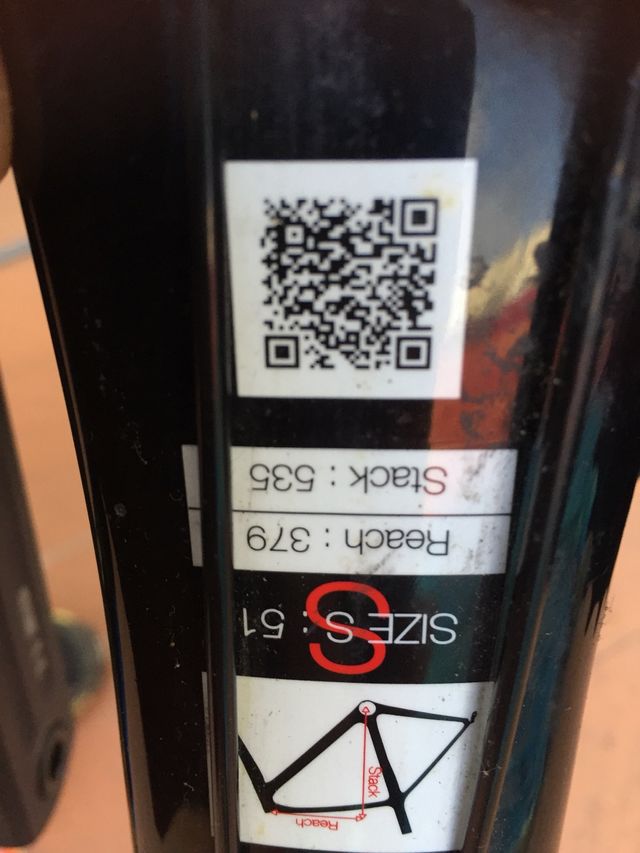 Reach
Stack
S
SIZE S : 51
Reach : 379
Stack : 535